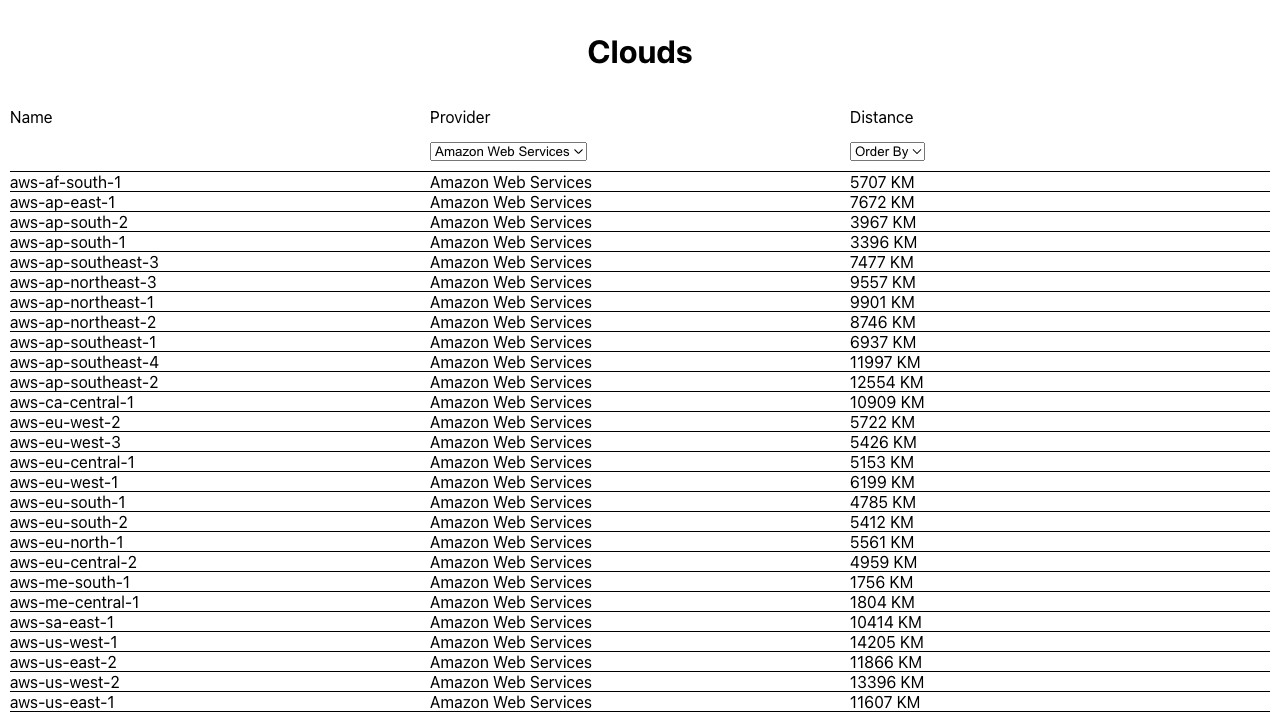 Clouds
Name Provider Distance
Amazon Web Services Order By
aws-af-south-1 Amazon Web Services 5707 KM
aws-ap-east-1 Amazon Web Services 7672 KM
aws-ap-south-2 Amazon Web Services 3967 KM
aws-ap-south-1 Amazon Web Services 3396 KM
aws-ap-southeast-3 Amazon Web Services 7477 KM
aws-ap-northeast-3 Amazon Web Services 9557 KM
aws-ap-northeast-1 Amazon Web Services 9901 KM
aws-ap-northeast-2 Amazon Web Services 8746 KM
aws-ap-southeast-1 Amazon Web Services 6937 KM
aws-ap-southeast-4 Amazon Web Services 11997 KM
aws-ap-southeast-2 Amazon Web Services 12554 KM
aws-ca-central-1 Amazon Web Services 10909 KM
aws-eu-west-2 Amazon Web Services 5722 KM
aws-eu-west-3 Amazon Web Services 5426 KM
aws-eu-central-1 Amazon Web Services 5153 KM
aws-eu-west-1 Amazon Web Services 6199 KM
aws-eu-south-1 Amazon Web Services 4785 KM
aws-eu-south-2 Amazon Web Services 5412 KM
aws-eu-north-1 Amazon Web Services 5561 KM
aws-eu-central-2 Amazon Web Services 4959 KM
aws-me-south-1 Amazon Web Services 1756 KM
aws-me-central-1 Amazon Web Services 1804 KM
aws-sa-east-1 Amazon Web Services 10414 KM
aws-us-west-1 Amazon Web Services 14205 KM
aws-us-east-2 Amazon Web Services 11866 KM
aws-us-west-2 Amazon Web Services 13396 KM
aws-us-east-1 Amazon Web Services 11607 KM